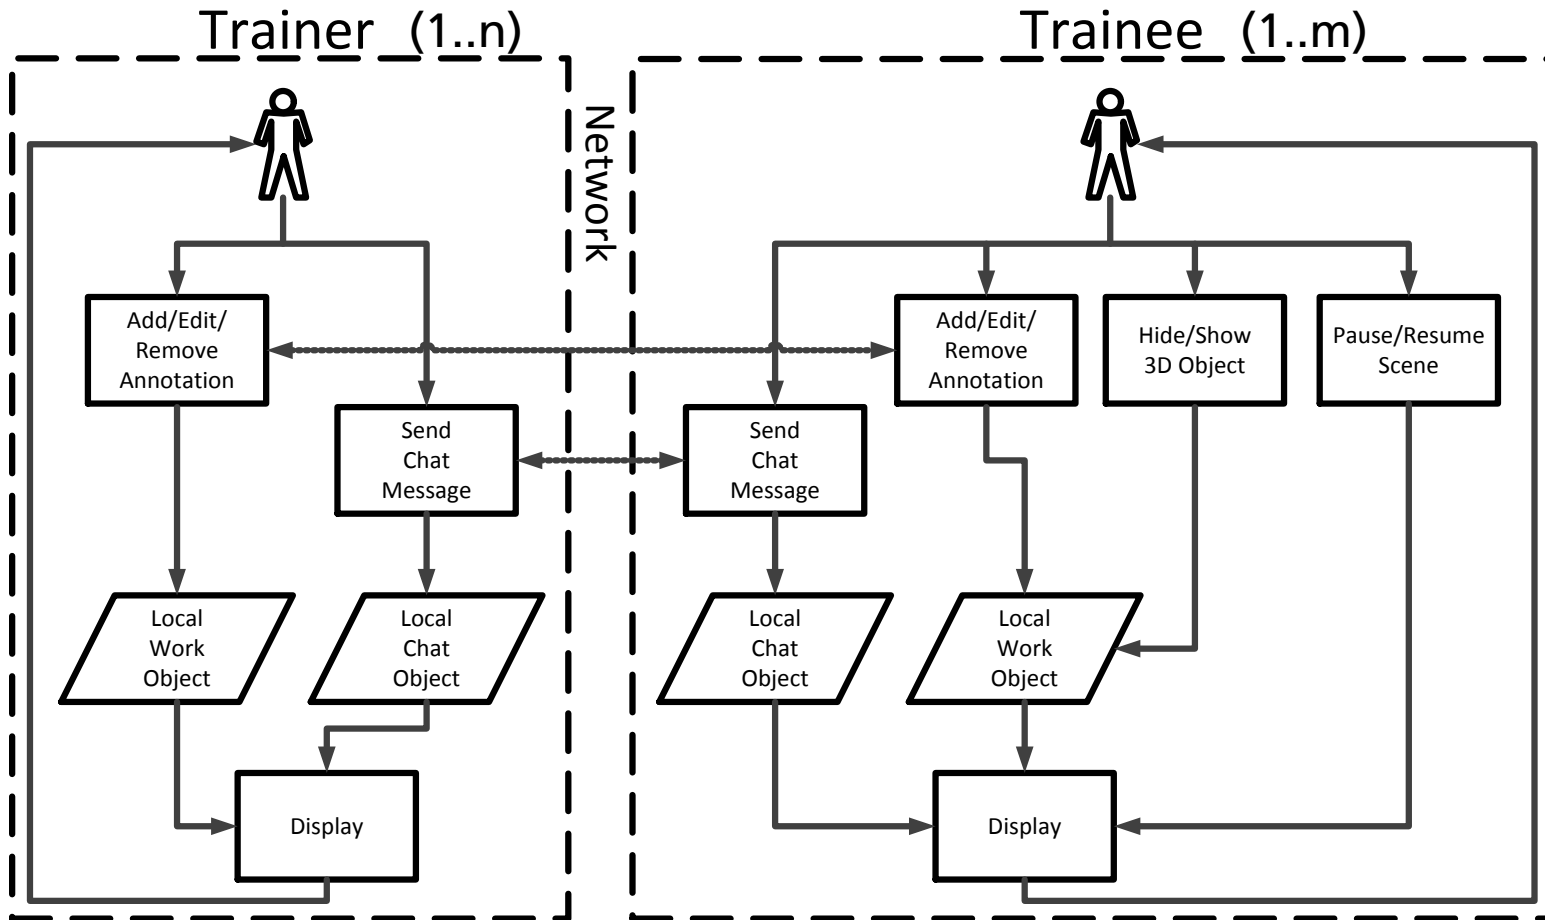 Trainer (1..n)
Trainee (1..m)
Network
Add/Edit/
Remove
Annotation
Send
Chat
Message
Local
Work
Object
Local
Chat
Object
Display
Send
Chat
Message
Add/Edit/
Remove
Annotation
Hide/Show
3D Object
Pause/Resume
Scene
Local
Chat
Object
Local
Work
Object
Display